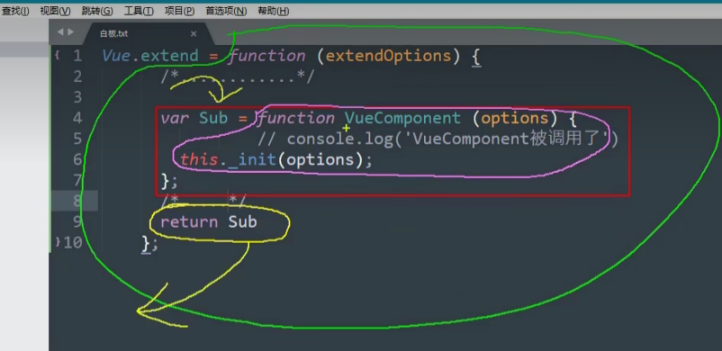 查找(I) 视图(V) 跳转(G) 工具(T) 项目(P) 首选项(N) 帮助(H)
白板.txt ×
1 Vue.extend = function (extendOptions) {
2 /*............*/
3
4 var Sub = function VueComponent (options) {
5 // console.log('VueComponent被调用了')
6 this._init(options);
7 };
8 /* */
9 return Sub
10 };